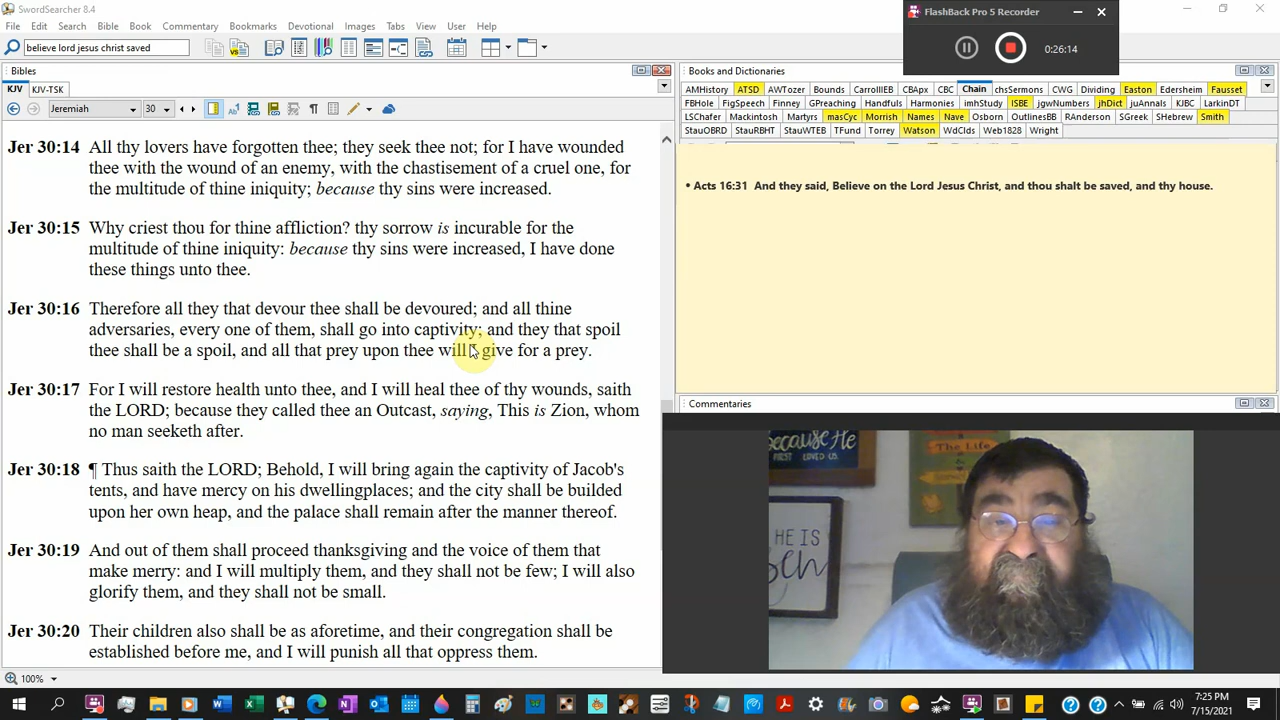 SwordSearcher 8.4
File Edit Search Bible Book Commentary Bookmarks Devotional Images Tabs View User Help
believe lord jesus christ saved
FlashBack Pro 5 Recorder
0:26:14
Bibles
KJV KJV-TSK
Jeremiah 30
Jer 30:14 All thy lovers have forgotten thee; they seek thee not; for I have wounded
thee with the wound of an enemy, with the chastisement of a cruel one, for
the multitude of thine iniquity; because thy sins were increased.
Jer 30:15 Why criest thou for thine affliction? thy sorrow is incurable for the
multitude of thine iniquity: because thy sins were increased, I have done
these things unto thee.
Jer 30:16 Therefore all they that devour thee shall be devoured; and all thine
adversaries, every one of them, shall go into captivity; and they that spoil
thee shall be a spoil, and all that prey upon thee will I give for a prey.
Jer 30:17 For I will restore health unto thee, and I will heal thee of thy wounds, saith
the LORD; because they called thee an Outcast, saying, This is Zion, whom
no man seeketh after.
Jer 30:18 ¶ Thus saith the LORD; Behold, I will bring again the captivity of Jacob's
tents, and have mercy on his dwellingplaces; and the city shall be builded
upon her own heap, and the palace shall remain after the manner thereof.
Jer 30:19 And out of them shall proceed thanksgiving and the voice of them that
make merry: and I will multiply them, and they shall not be few; I will also
glorify them, and they shall not be small.
Jer 30:20 Their children also shall be as aforetime, and their congregation shall be
established before me, and I will punish all that oppress them.
100%
Books and Dictionaries
AMHistory ATSD AWTozer Bounds CarrollEIB CBApx CBC Chain chsSermons CWG Dividing Easton Edersheim Fausset
FBHole FigSpeech Finney GPreaching Handfuls Harmonies imhStudy ISBE jgwNumbers jhDict juAnnals KJBC LarkinDT
LSChafer Mackintosh Martyrs masCyc Morrish Names Nave Osborn OutlinesBB RAnderson SGreek SHebrew Smith
StauOBRD StauRBHT StauWTEB TFund Torrey Watson WdClds Web1828 Wright
• Acts 16:31 And they said, Believe on the Lord Jesus Christ, and thou shalt be saved, and thy house.
Commentaries
because He
FIRST LOVED US
The Life
HE IS
7:25 PM
7/15/2021